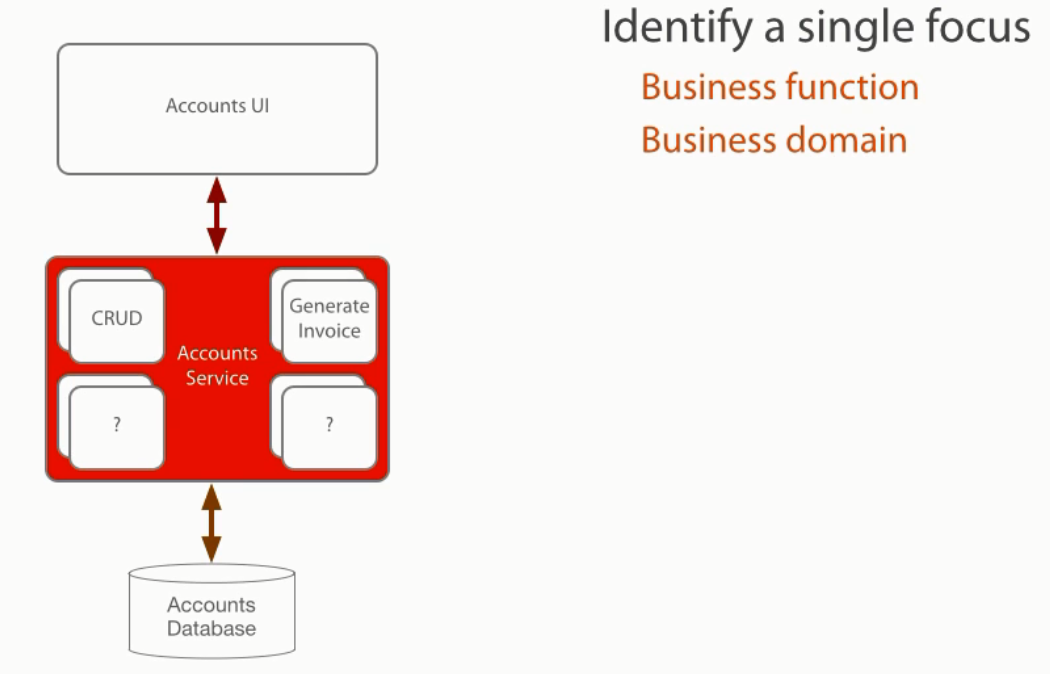 Identify a single focus
Business function
Business domain
Accounts UI
CRUD
Generate
Invoice
Accounts
Service
?
?
Accounts
Database